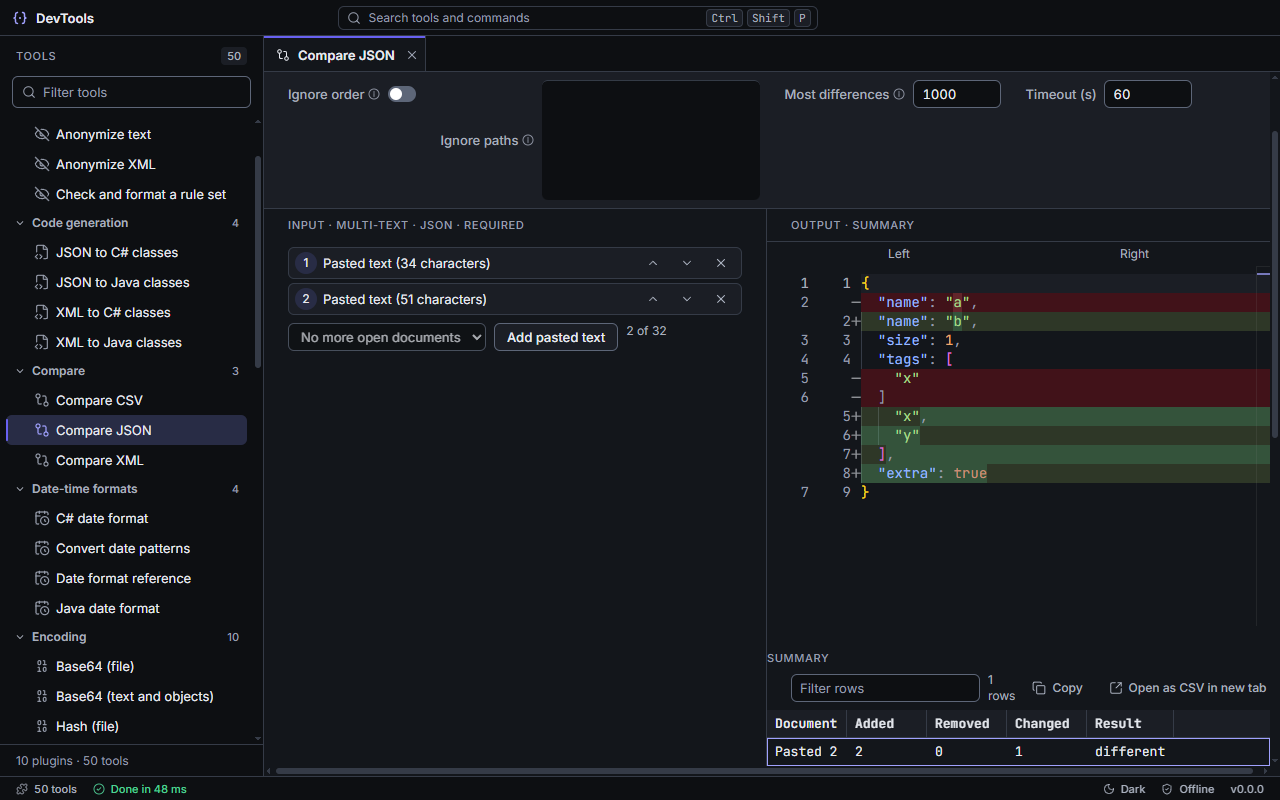 DevTools
Search tools and commands
Ctrl Shift P
TOOLS 50
Filter tools
Anonymize text
Anonymize XML
Check and format a rule set
Code generation 4
JSON to C# classes
JSON to Java classes
XML to C# classes
XML to Java classes
Compare 3
Compare CSV
Compare JSON
Compare XML
Date-time formats 4
C# date format
Convert date patterns
Date format reference
Java date format
Encoding 10
Base64 (file)
Base64 (text and objects)
Hash (file)
10 plugins · 50 tools
Compare JSON
Ignore order
Ignore paths
Most differences 1000
Timeout (s) 60
INPUT · MULTI-TEXT · JSON · REQUIRED
1 Pasted text (34 characters)
2 Pasted text (51 characters)
No more open documents Add pasted text 2 of 32
OUTPUT · SUMMARY
Left Right
1 1 {
2 − "name": "a",
2+ "name": "b",
3 3 "size": 1,
4 4 "tags": [
5 − "x"
6 − ]
5+ "x",
6+ "y"
7+ ],
8+ "extra": true
7 9 }
SUMMARY
Filter rows
1 rows
Copy
Open as CSV in new tab
Document Added Removed Changed Result
Pasted 2 2 0 1 different
50 tools Done in 48 ms
Dark Offline v0.0.0